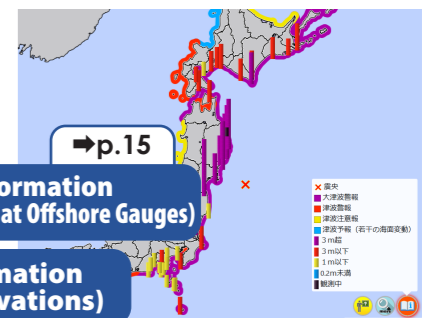 ➡p.15
ormation
at Offshore Gauges)
mation
vations)
× 震央
大津波警報
津波警報
津波注意報
津波予報（若干の海面変動）
3m超
3m以下
1m以下
0.2m未満
観測中